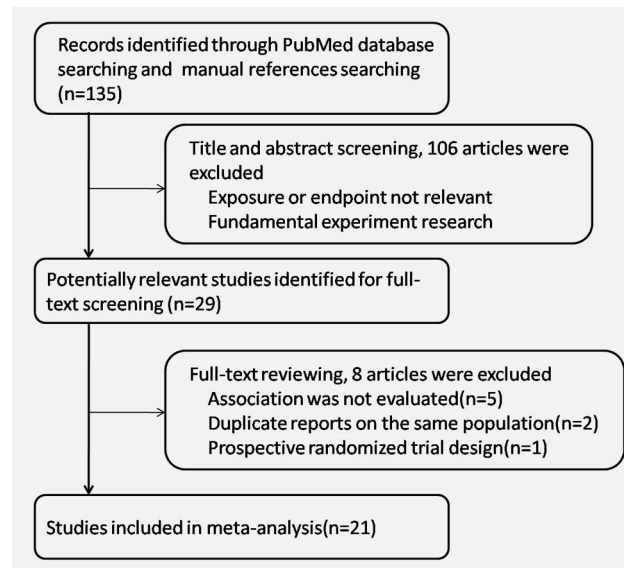 Records identified through PubMed database
searching and manual references searching
(n=135)
Title and abstract screening, 106 articles were
excluded
Exposure or endpoint not relevant
Fundamental experiment research
Potentially relevant studies identified for full-
text screening (n=29)
Full-text reviewing, 8 articles were excluded
Association was not evaluated(n=5)
Duplicate reports on the same population(n=2)
Prospective randomized trial design(n=1)
Studies included in meta-analysis(n=21)